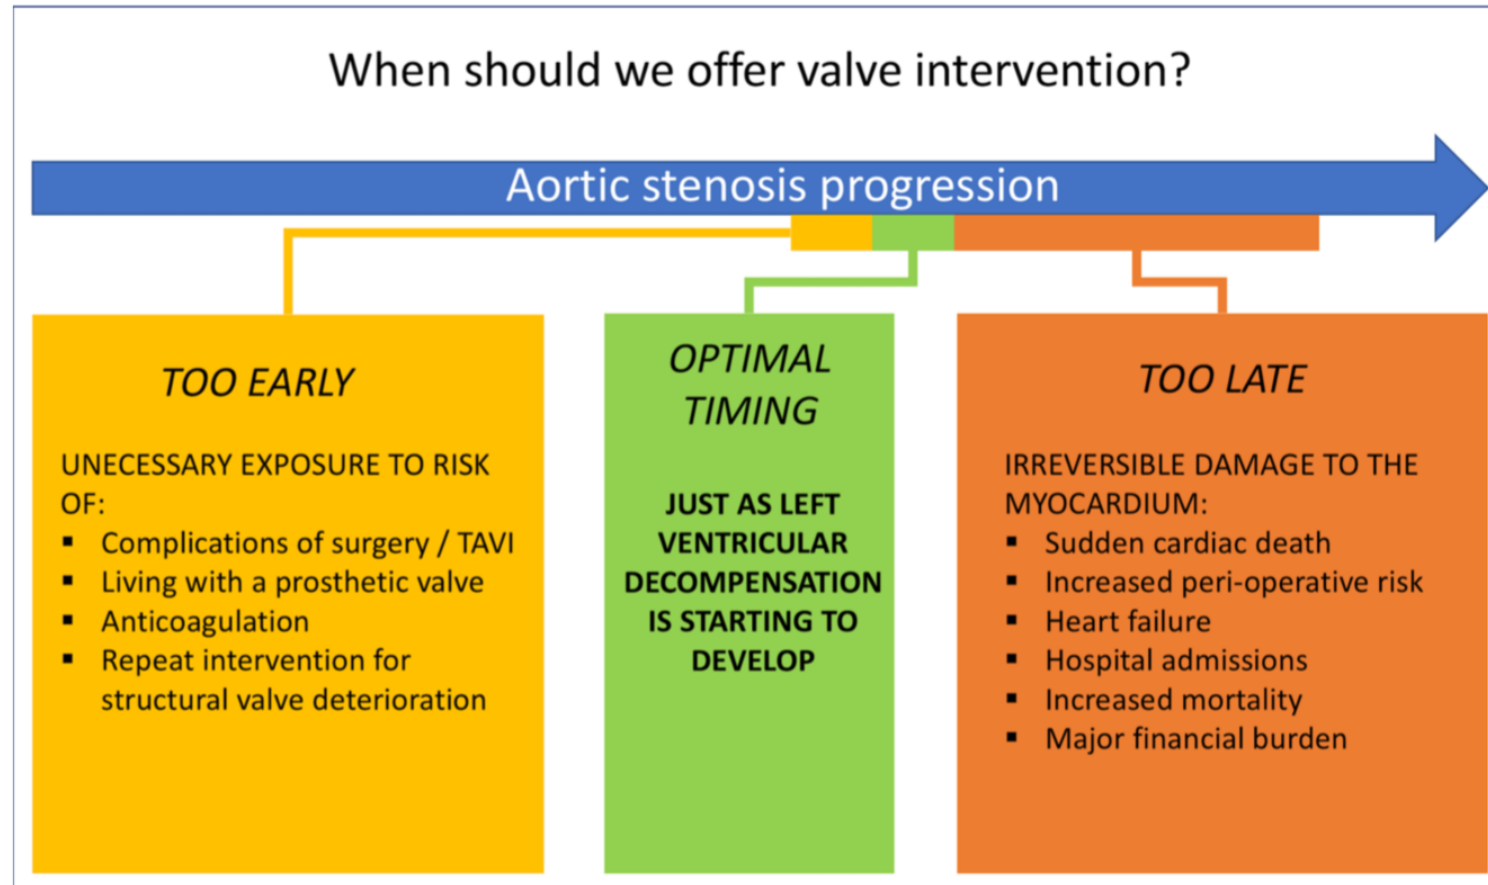 When should we offer valve intervention?
Aortic stenosis progression
TOO EARLY
UNECESSARY EXPOSURE TO RISK
OF:
▪ Complications of surgery / TAVI
▪ Living with a prosthetic valve
▪ Anticoagulation
▪ Repeat intervention for
structural valve deterioration
OPTIMAL
TIMING
JUST AS LEFT
VENTRICULAR
DECOMPENSATION
IS STARTING TO
DEVELOP
TOO LATE
IRREVERSIBLE DAMAGE TO THE
MYOCARDIUM:
▪ Sudden cardiac death
▪ Increased peri-operative risk
▪ Heart failure
▪ Hospital admissions
▪ Increased mortality
▪ Major financial burden